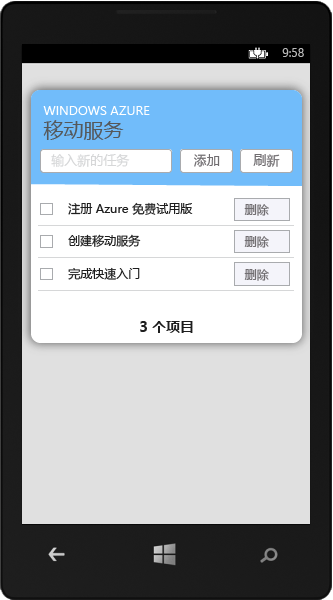 9:58
WINDOWS AZURE
移动服务
输入新的任务 添加 刷新
注册 Azure 免费试用版 删除
创建移动服务 删除
完成快速入门 删除
3 个项目